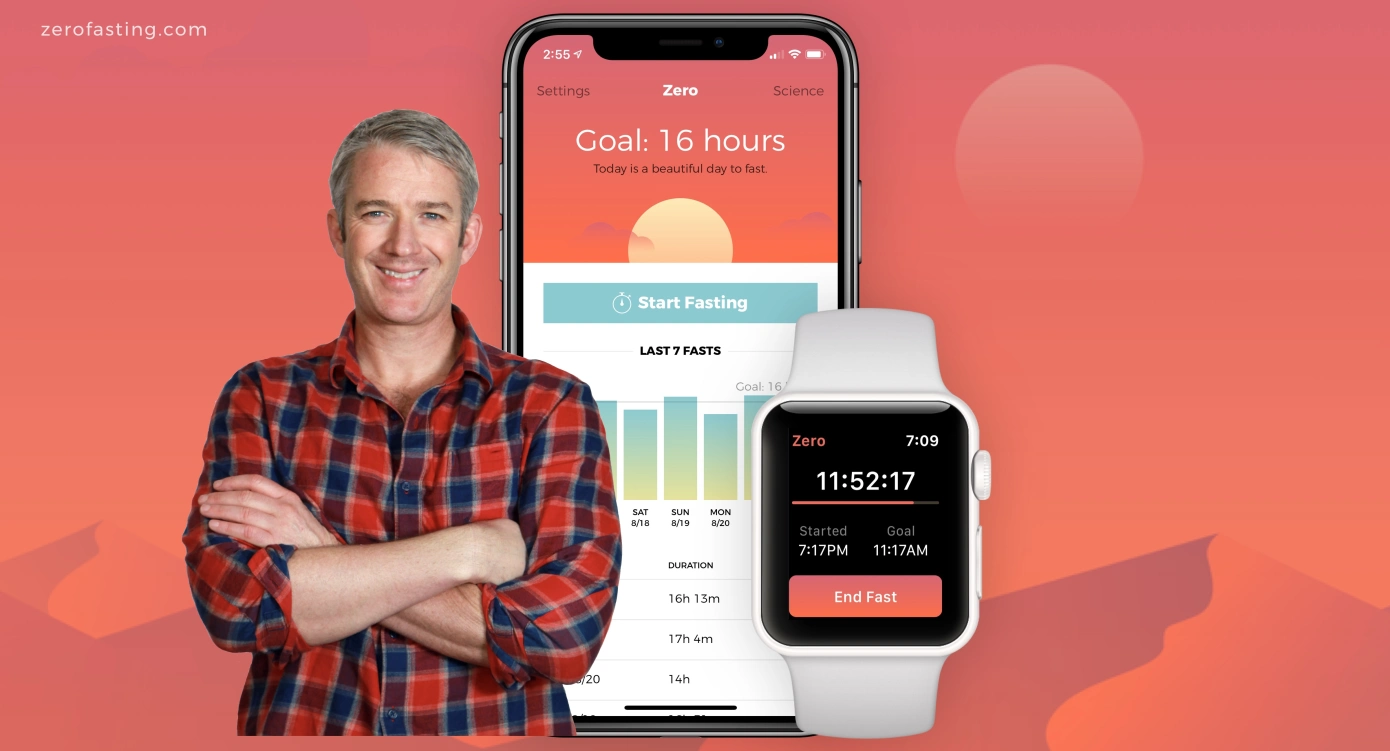 zerofasting.com
2:55
Settings
Zero
Science
Goal: 16 hours
Today is a beautiful day to fast.
Start Fasting
LAST 7 FASTS
Goal: 16
SAT
8/18
SUN
8/19
MON
8/20
DURATION
16h 13m
17h 4m
/20
14h
Zero
7:09
11:52:17
Started
Goal
7:17PM
11:17AM
End Fast